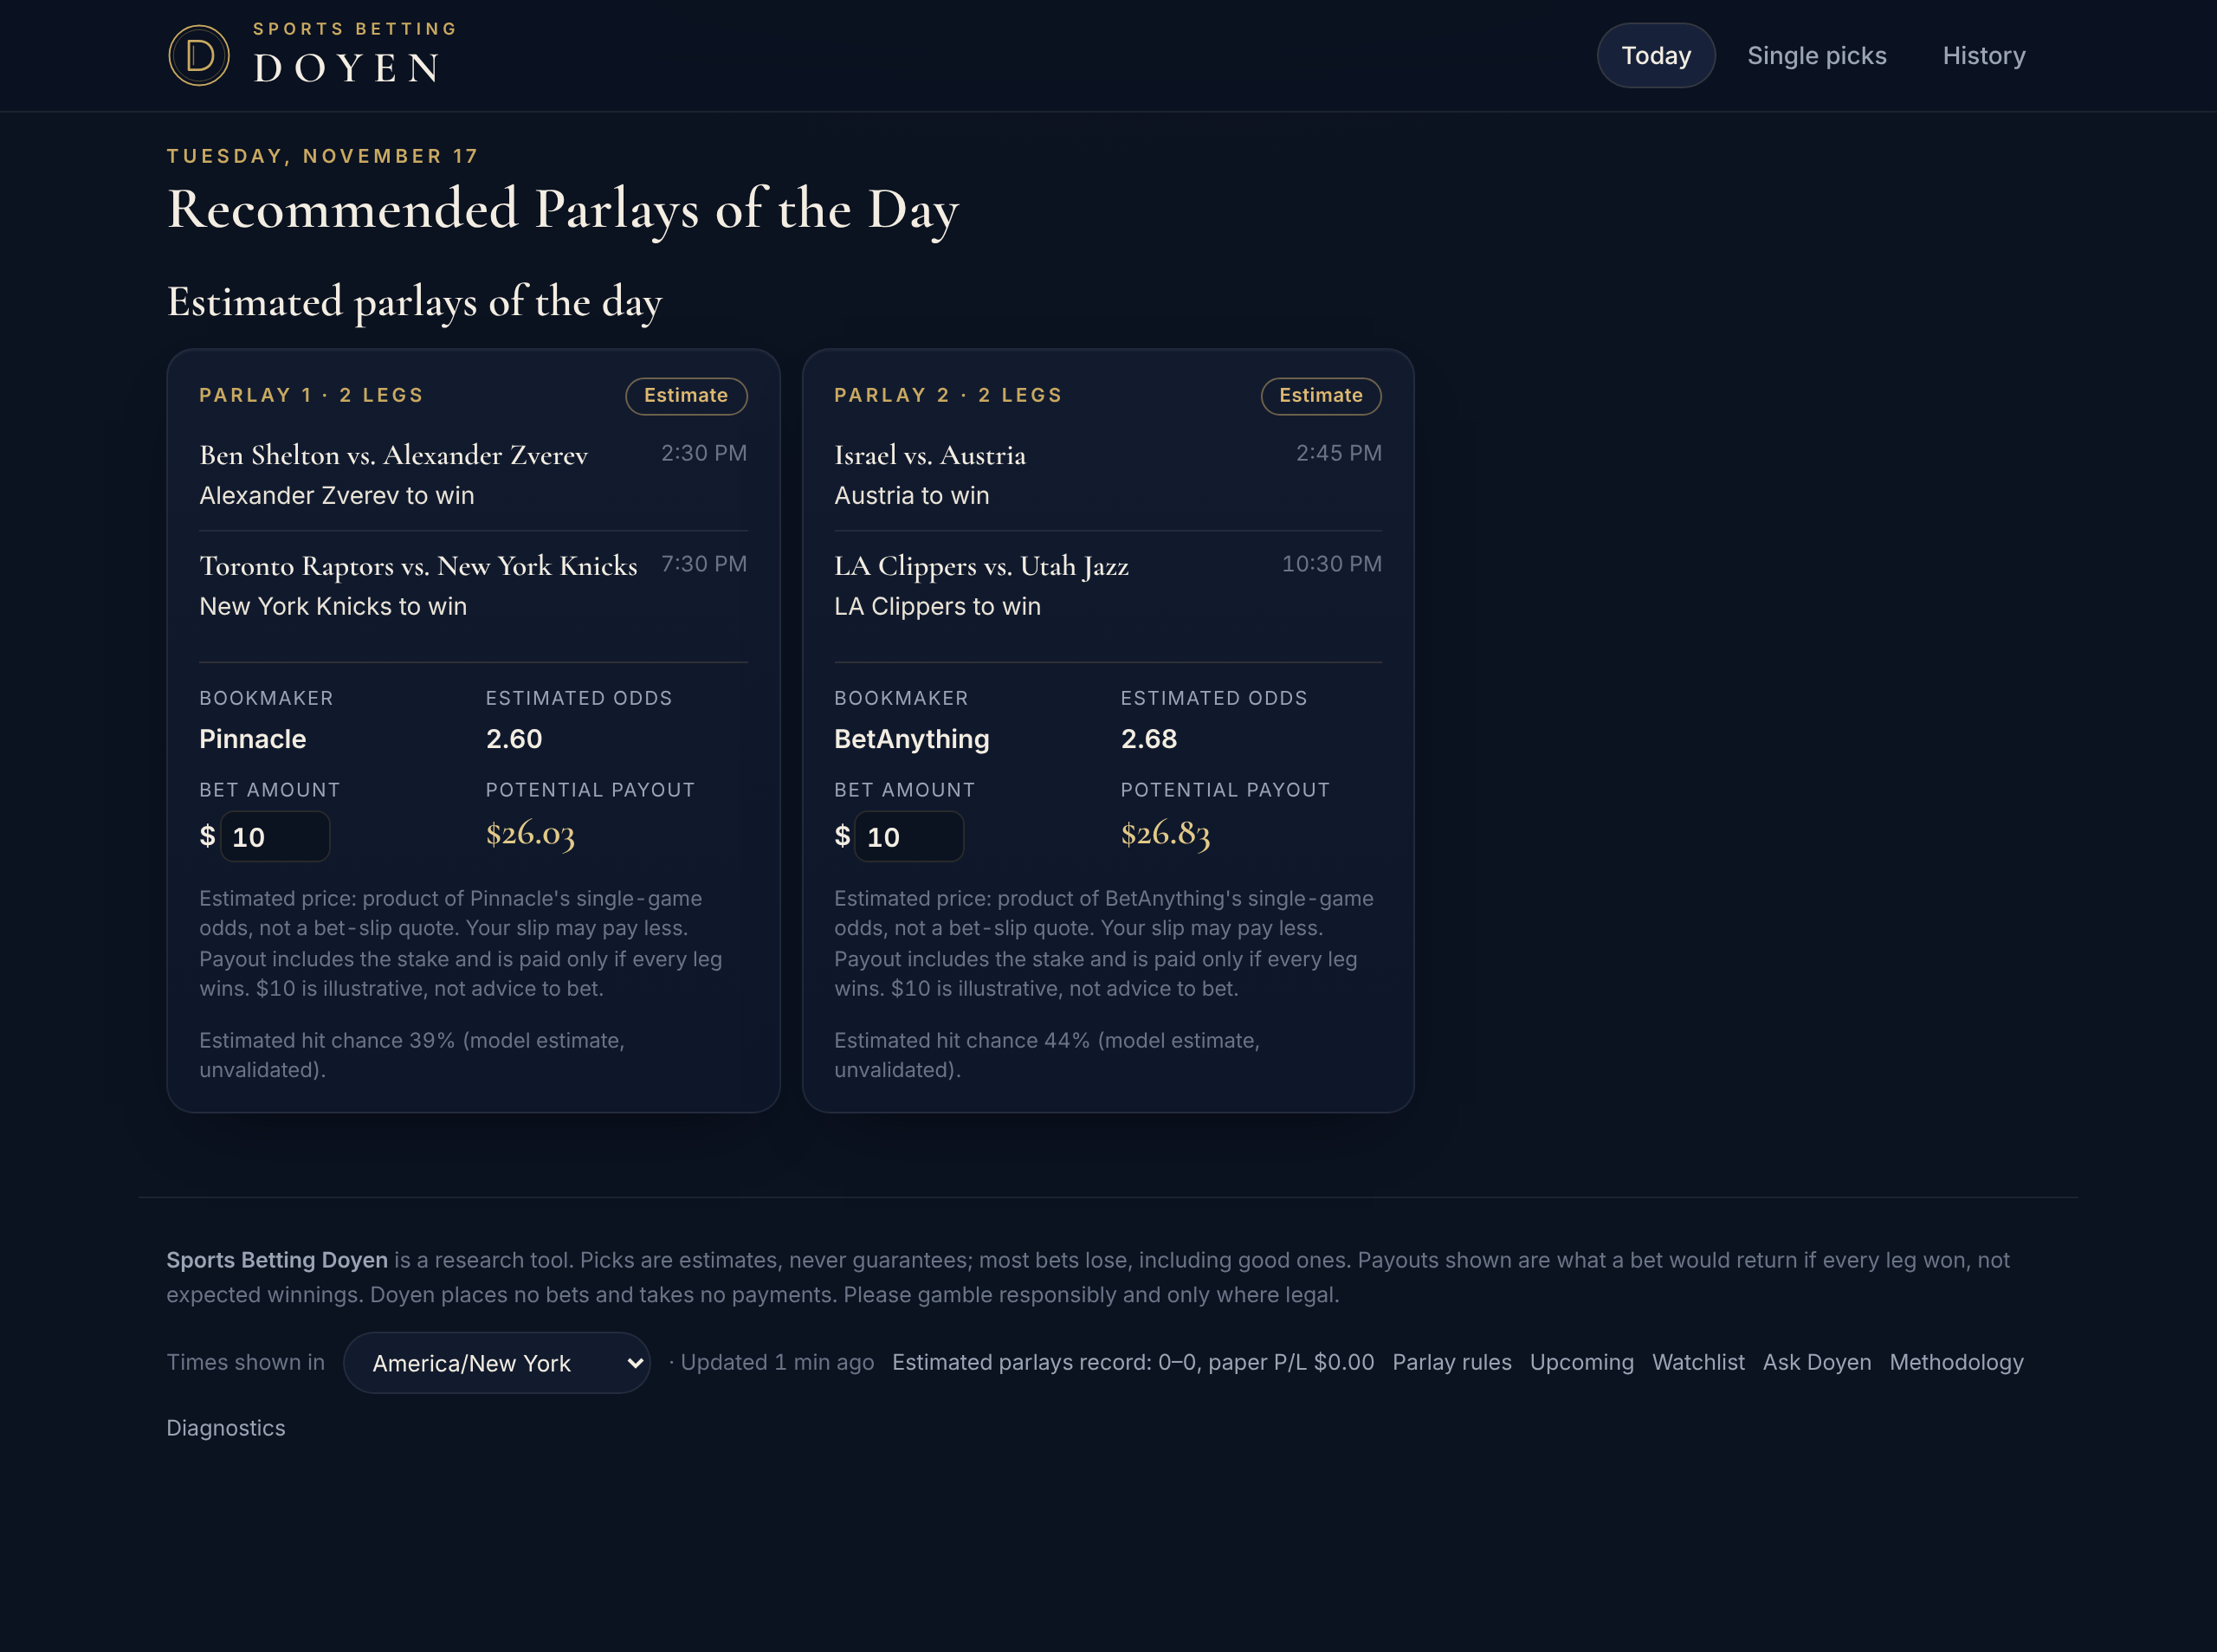 SPORTS BETTING
DOYEN
Today
Single picks
History
TUESDAY, NOVEMBER 17
Recommended Parlays of the Day
Estimated parlays of the day
PARLAY 1 · 2 LEGS
Estimate
Ben Shelton vs. Alexander Zverev
2:30 PM
Alexander Zverev to win
Toronto Raptors vs. New York Knicks
7:30 PM
New York Knicks to win
BOOKMAKER
ESTIMATED ODDS
Pinnacle
2.60
BET AMOUNT
POTENTIAL PAYOUT
$ 10
$26.03
Estimated price: product of Pinnacle's single-game
odds, not a bet-slip quote. Your slip may pay less.
Payout includes the stake and is paid only if every leg
wins. $10 is illustrative, not advice to bet.
Estimated hit chance 39% (model estimate,
unvalidated).
PARLAY 2 · 2 LEGS
Estimate
Israel vs. Austria
2:45 PM
Austria to win
LA Clippers vs. Utah Jazz
10:30 PM
LA Clippers to win
BOOKMAKER
ESTIMATED ODDS
BetAnything
2.68
BET AMOUNT
POTENTIAL PAYOUT
$ 10
$26.83
Estimated price: product of BetAnything's single-game
odds, not a bet-slip quote. Your slip may pay less.
Payout includes the stake and is paid only if every leg
wins. $10 is illustrative, not advice to bet.
Estimated hit chance 44% (model estimate,
unvalidated).
Sports Betting Doyen is a research tool. Picks are estimates, never guarantees; most bets lose, including good ones. Payouts shown are what a bet would return if every leg won, not
expected winnings. Doyen places no bets and takes no payments. Please gamble responsibly and only where legal.
Times shown in America/New York · Updated 1 min ago Estimated parlays record: 0–0, paper P/L $0.00 Parlay rules Upcoming Watchlist Ask Doyen Methodology
Diagnostics